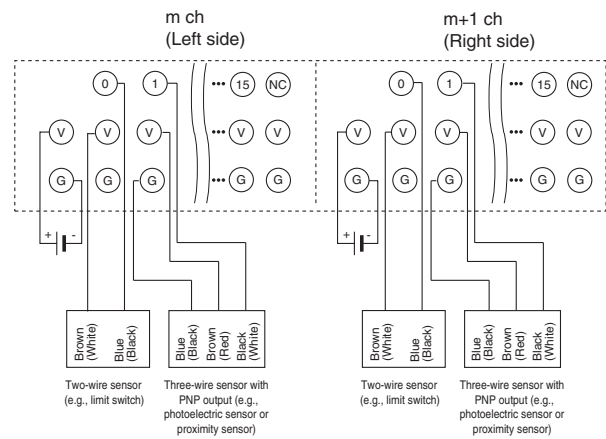 m ch
(Left side)
m+1 ch
(Right side)
0 1 ••• 15 NC
0 1 ••• 15 NC
V V V ••• V V
V V V ••• V V
G G G ••• G G
G G G ••• G G
+ -
+ -
Brown
(White)
Blue
(Black)
Blue
(Black)
Brown
(Red)
Black
(White)
Brown
(White)
Blue
(Black)
Blue
(Black)
Brown
(Red)
Black
(White)
Two-wire sensor
(e.g., limit switch)
Three-wire sensor with
PNP output (e.g.,
photoelectric sensor or
proximity sensor)
Two-wire sensor
(e.g., limit switch)
Three-wire sensor with
PNP output (e.g.,
photoelectric sensor or
proximity sensor)